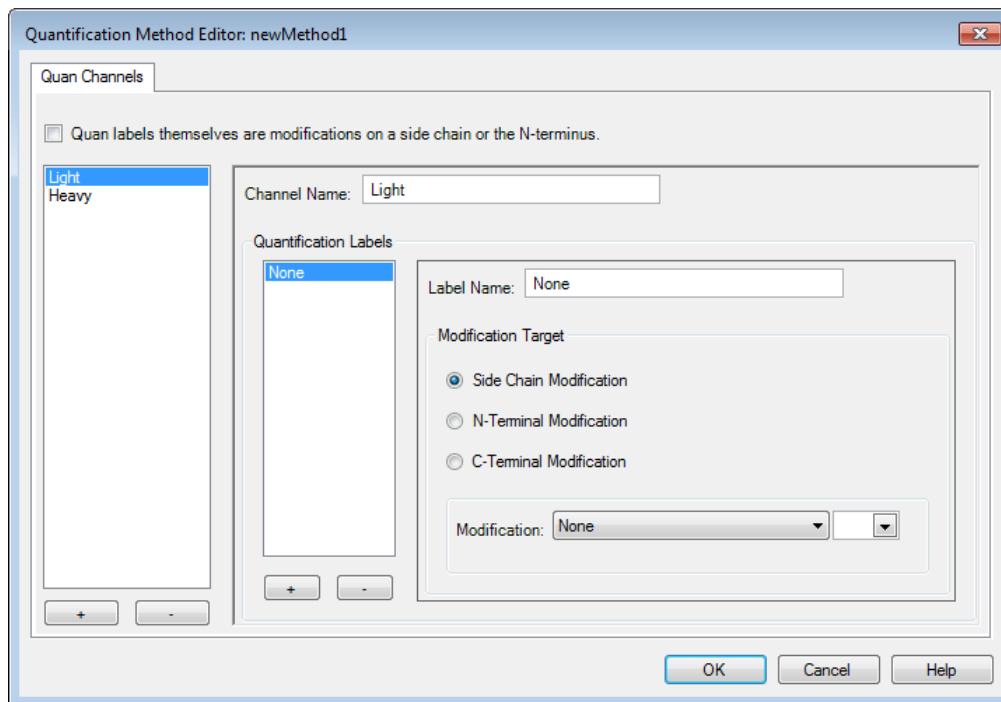 Quantification Method Editor: newMethod1
Quan Channels
Quan labels themselves are modifications on a side chain or the N-terminus.
Light
Heavy
Channel Name: Light
Quantification Labels
None
Label Name: None
Modification Target
Side Chain Modification
N-Terminal Modification
C-Terminal Modification
Modification: None
+ -
+ -
OK Cancel Help